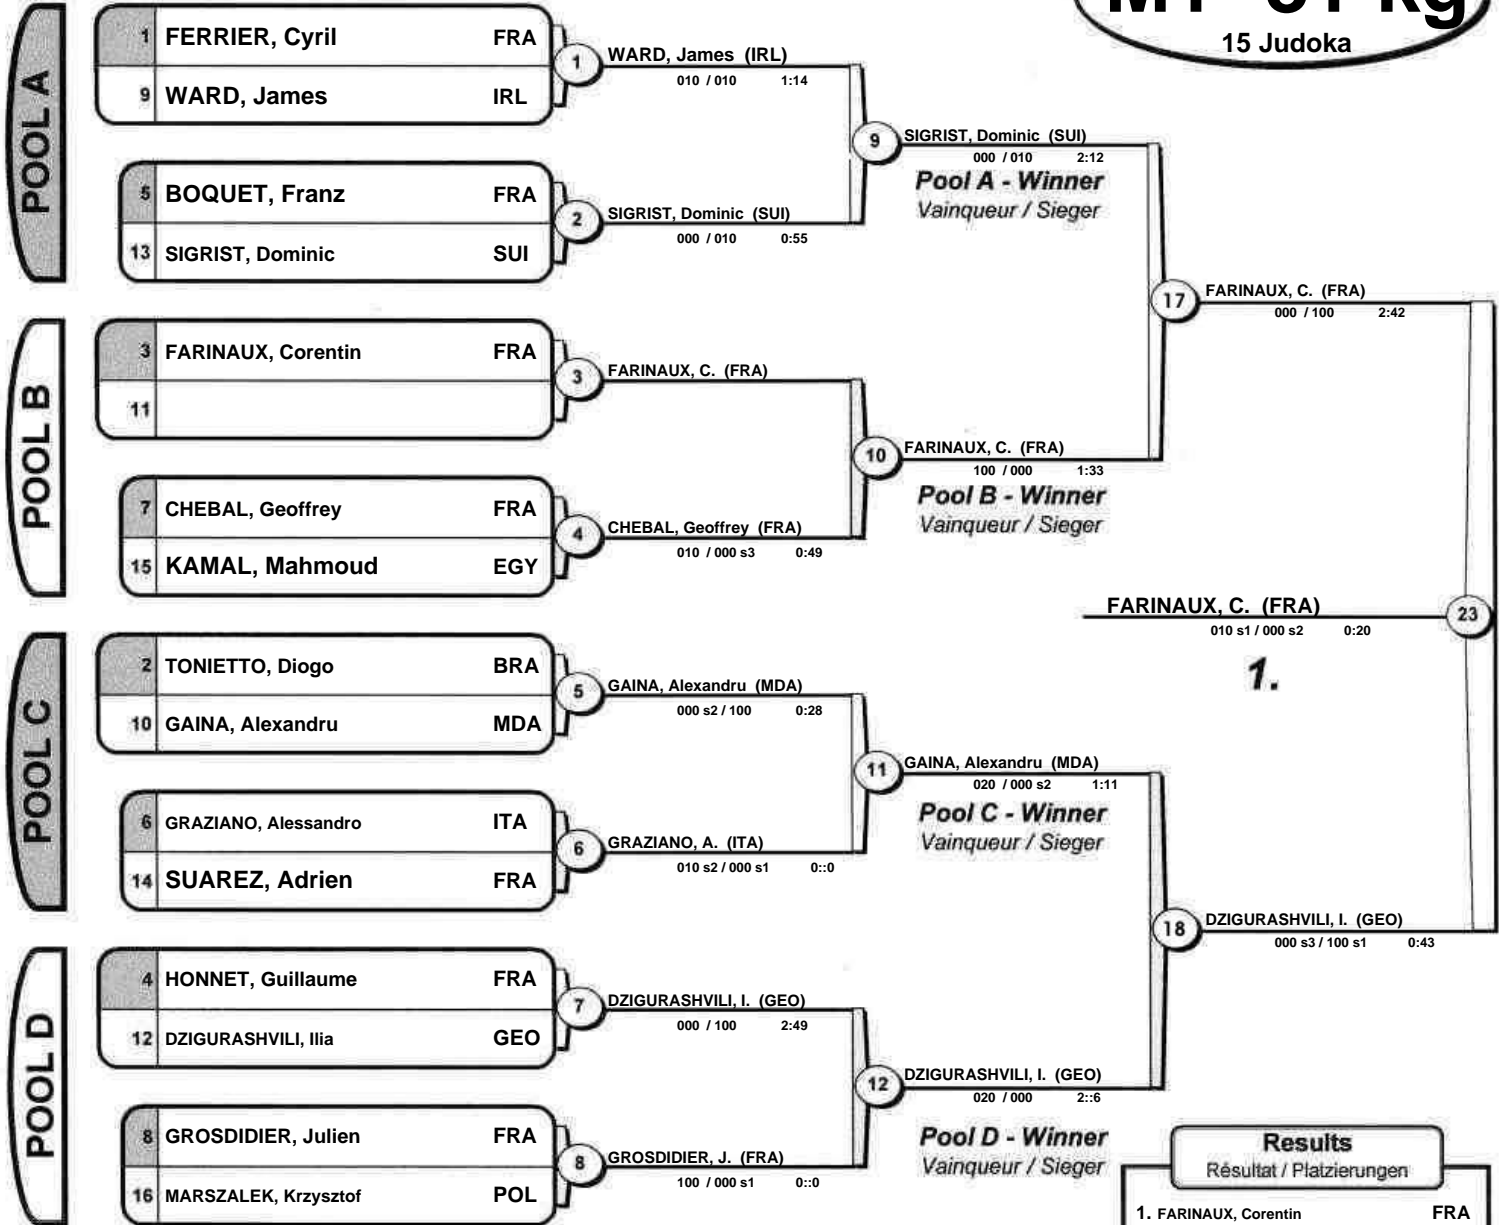 M1 -81 kg
15 Judoka
POOL A
1 FERRIER, Cyril FRA
9 WARD, James IRL
1 WARD, James (IRL)
010 / 010 1:14
5 BOQUET, Franz FRA
13 SIGRIST, Dominic SUI
2 SIGRIST, Dominic (SUI)
000 / 010 0:55
9 SIGRIST, Dominic (SUI)
000 / 010 2:12
Pool A - Winner
Vainqueur / Sieger
POOL B
3 FARINAUX, Corentin FRA
11
3 FARINAUX, C. (FRA)
7 CHEBAL, Geoffrey FRA
15 KAMAL, Mahmoud EGY
4 CHEBAL, Geoffrey (FRA)
010 / 000 s3 0:49
10 FARINAUX, C. (FRA)
100 / 000 1:33
Pool B - Winner
Vainqueur / Sieger
17 FARINAUX, C. (FRA)
000 / 100 2:42
FARINAUX, C. (FRA) 23
010 s1 / 000 s2 0:20
1.
POOL C
2 TONIETTO, Diogo BRA
10 GAINA, Alexandru MDA
5 GAINA, Alexandru (MDA)
000 s2 / 100 0:28
6 GRAZIANO, Alessandro ITA
14 SUAREZ, Adrien FRA
6 GRAZIANO, A. (ITA)
010 s2 / 000 s1 0::0
11 GAINA, Alexandru (MDA)
020 / 000 s2 1:11
Pool C - Winner
Vainqueur / Sieger
POOL D
4 HONNET, Guillaume FRA
12 DZIGURASHVILI, Ilia GEO
7 DZIGURASHVILI, I. (GEO)
000 / 100 2:49
8 GROSDIDIER, Julien FRA
16 MARSZALEK, Krzysztof POL
8 GROSDIDIER, J. (FRA)
100 / 000 s1 0::0
12 DZIGURASHVILI, I. (GEO)
020 / 000 2::6
Pool D - Winner
Vainqueur / Sieger
18 DZIGURASHVILI, I. (GEO)
000 s3 / 100 s1 0:43
Results
Résultat / Platzierungen
1. FARINAUX, Corentin FRA